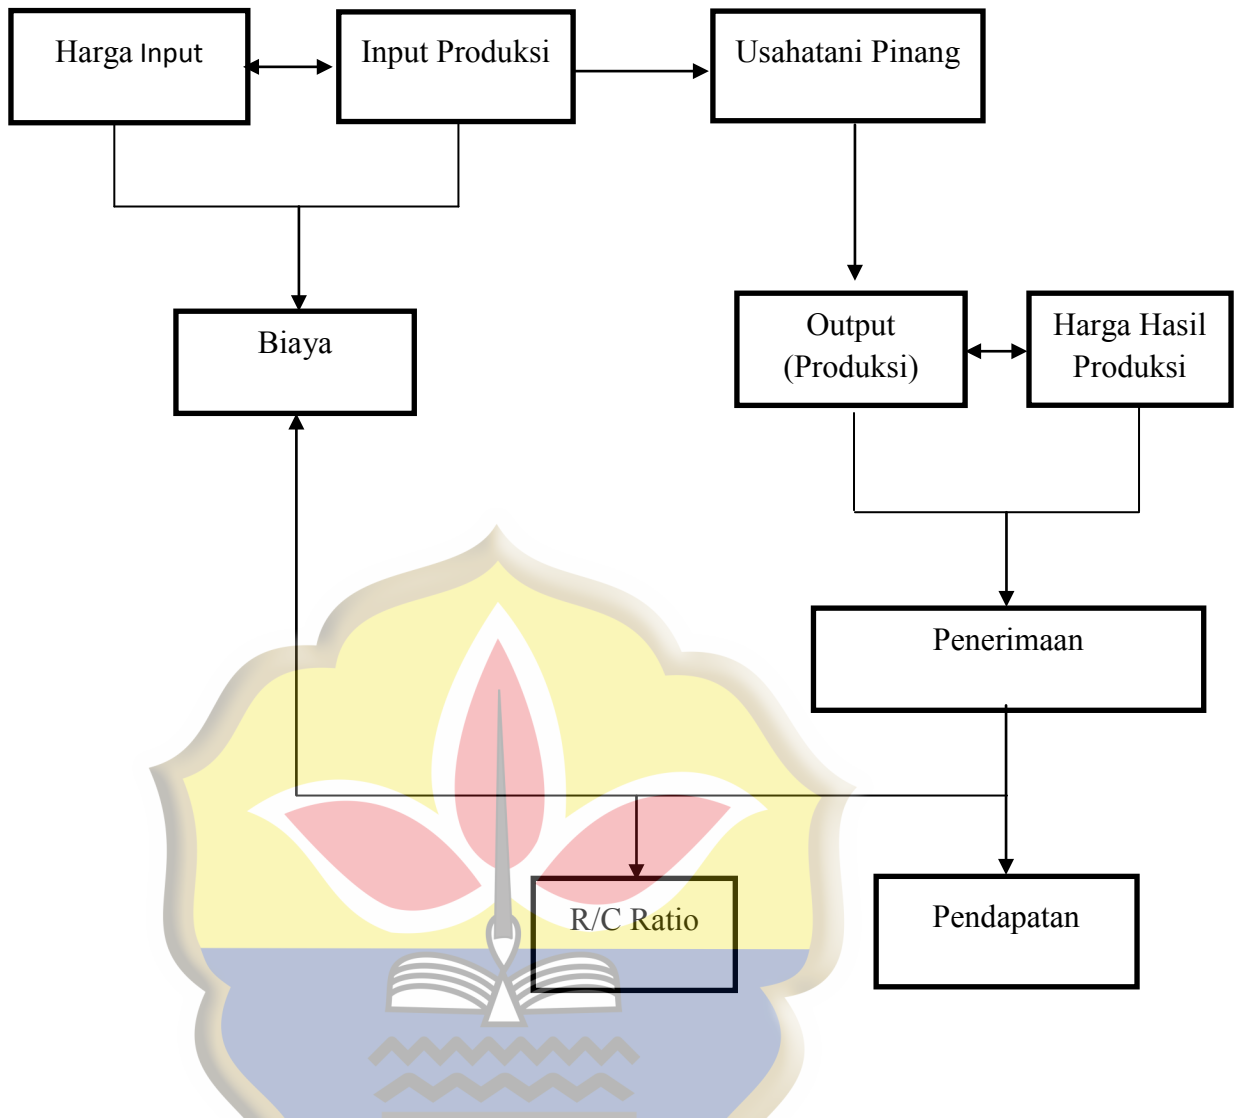 Harga Input
Input Produksi
Usahatani Pinang
Biaya
Output
(Produksi)
Harga Hasil
Produksi
Penerimaan
R/C Ratio
Pendapatan